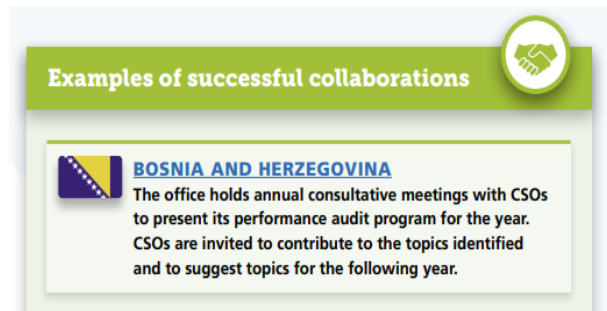 Examples of successful collaborations
BOSNIA AND HERZEGOVINA
The office holds annual consultative meetings with CSOs
to present its performance audit program for the year.
CSOs are invited to contribute to the topics identified
and to suggest topics for the following year.